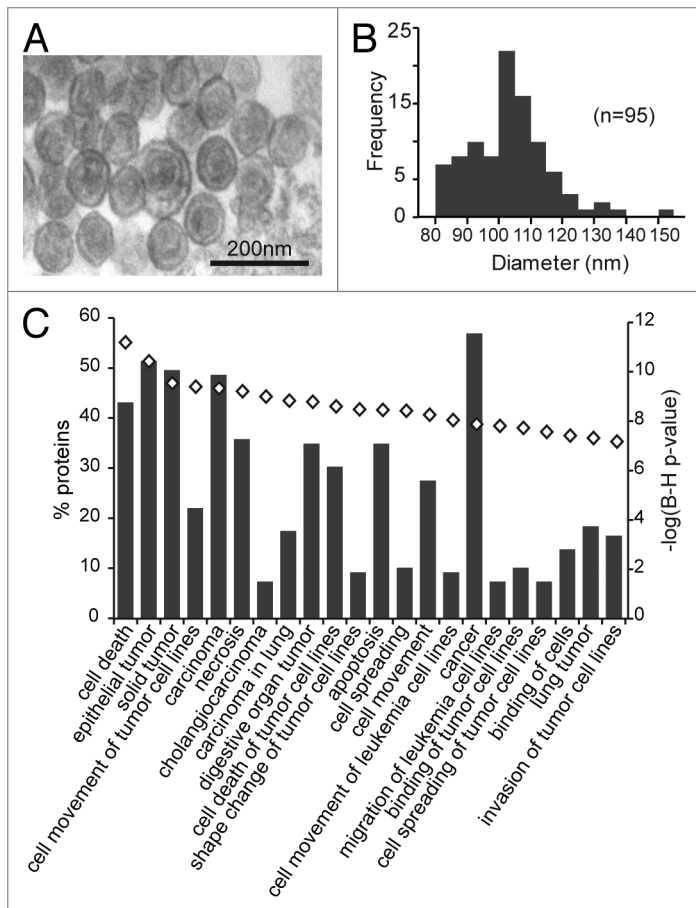 A
200nm
B
Frequency
25
15
5
0
(n=95)
80 90 100 110 120 130 140 150
Diameter (nm)
C
% proteins
60
50
40
30
20
10
0
12
10
8
6
4
2
0
-log(B-H p-value)
cell death
epithelial tumor
solid tumor
cell movement of tumor cell lines
carcinoma
necrosis
cholangiocarcinoma
carcinoma in lung
digestive organ tumor
cell death of tumor cell lines
shape change of tumor cell lines
apoptosis
cell spreading
cell movement
cell movement of leukemia cell lines
cancer
migration of leukemia cell lines
binding of tumor cell lines
cell spreading of tumor cell lines
binding of cells
lung tumor
invasion of tumor cell lines